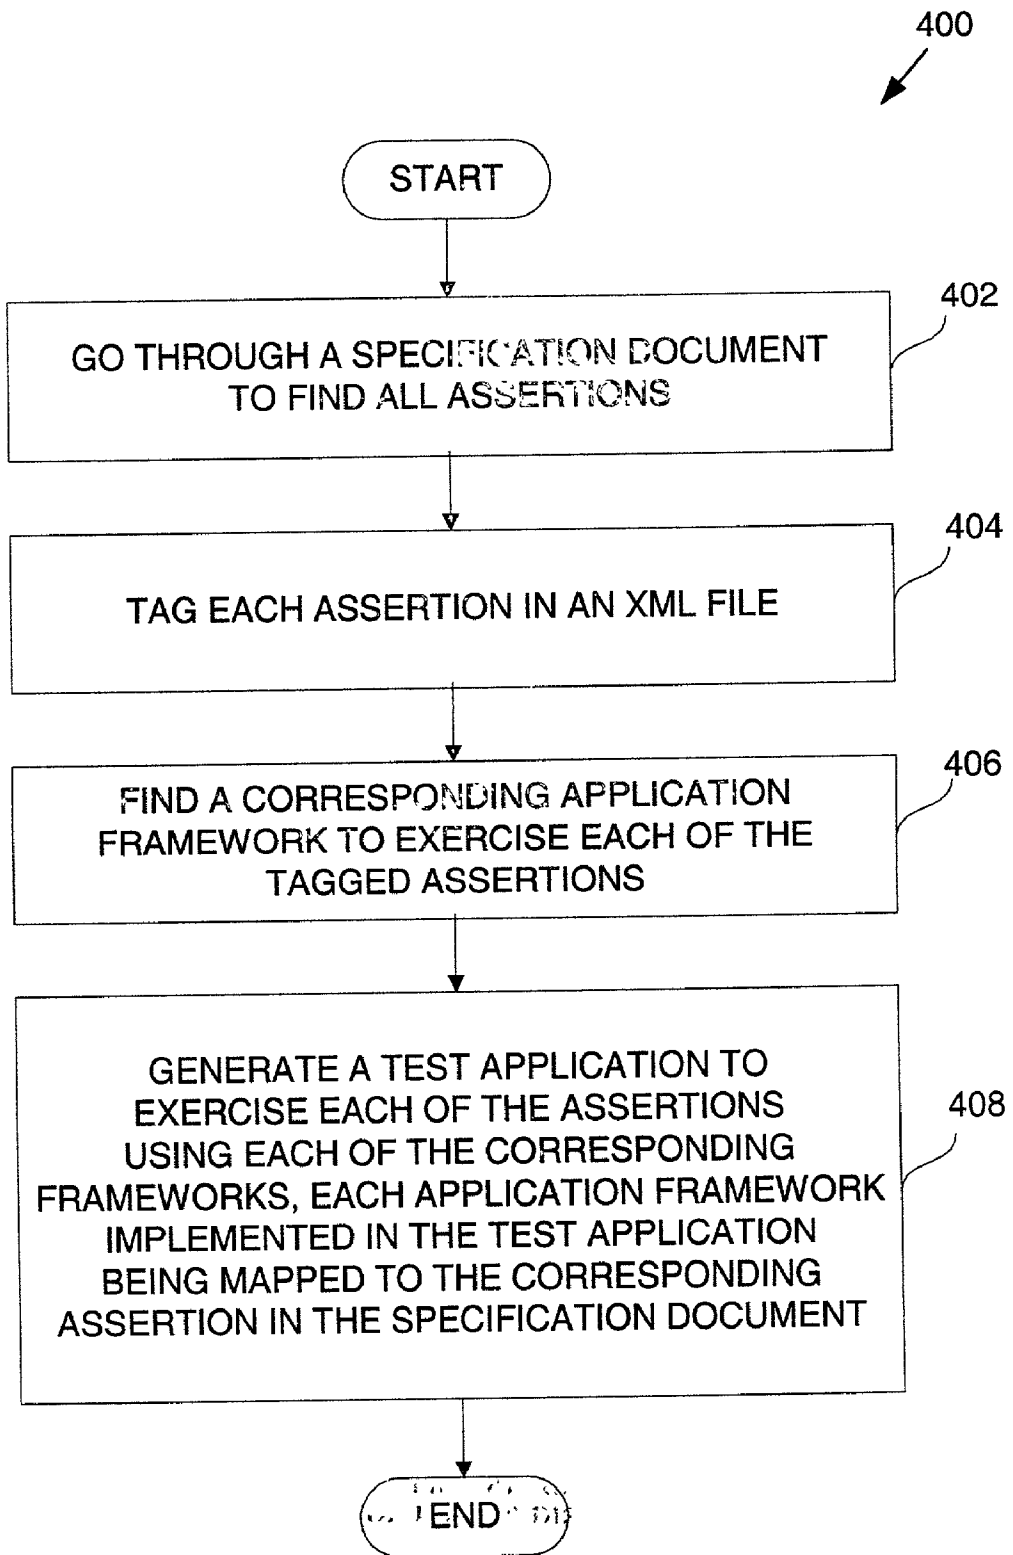 400
START
402
GO THROUGH A SPECIFICATION DOCUMENT
TO FIND ALL ASSERTIONS
404
TAG EACH ASSERTION IN AN XML FILE
406
FIND A CORRESPONDING APPLICATION
FRAMEWORK TO EXERCISE EACH OF THE
TAGGED ASSERTIONS
408
GENERATE A TEST APPLICATION TO
EXERCISE EACH OF THE ASSERTIONS
USING EACH OF THE CORRESPONDING
FRAMEWORKS, EACH APPLICATION FRAMEWORK
IMPLEMENTED IN THE TEST APPLICATION
BEING MAPPED TO THE CORRESPONDING
ASSERTION IN THE SPECIFICATION DOCUMENT
END